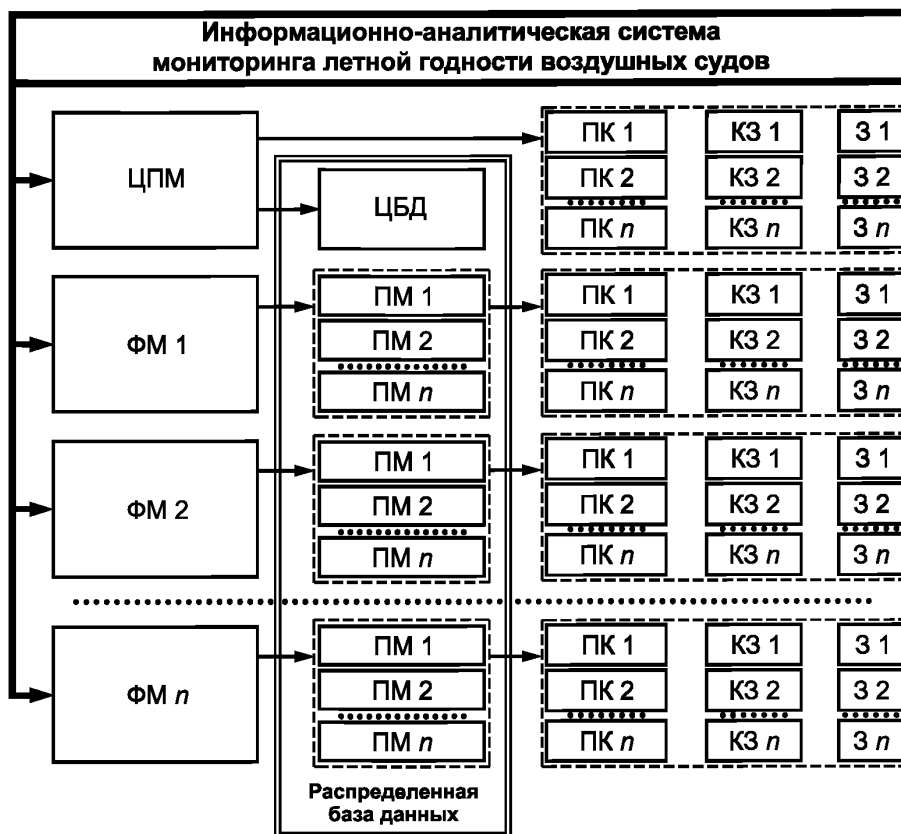 Информационно-аналитическая система
мониторинга летной годности воздушных судов
ЦПМ
ЦБД
ПК 1 КЗ 1 З 1
ПК 2 КЗ 2 З 2
ПК n КЗ n З n
ФМ 1
ПМ 1 ПК 1 КЗ 1 З 1
ПМ 2 ПК 2 КЗ 2 З 2
ПМ n ПК n КЗ n З n
ФМ 2
ПМ 1 ПК 1 КЗ 1 З 1
ПМ 2 ПК 2 КЗ 2 З 2
ПМ n ПК n КЗ n З n
ФМ n
ПМ 1 ПК 1 КЗ 1 З 1
ПМ 2 ПК 2 КЗ 2 З 2
ПМ n ПК n КЗ n З n
Распределенная
база данных